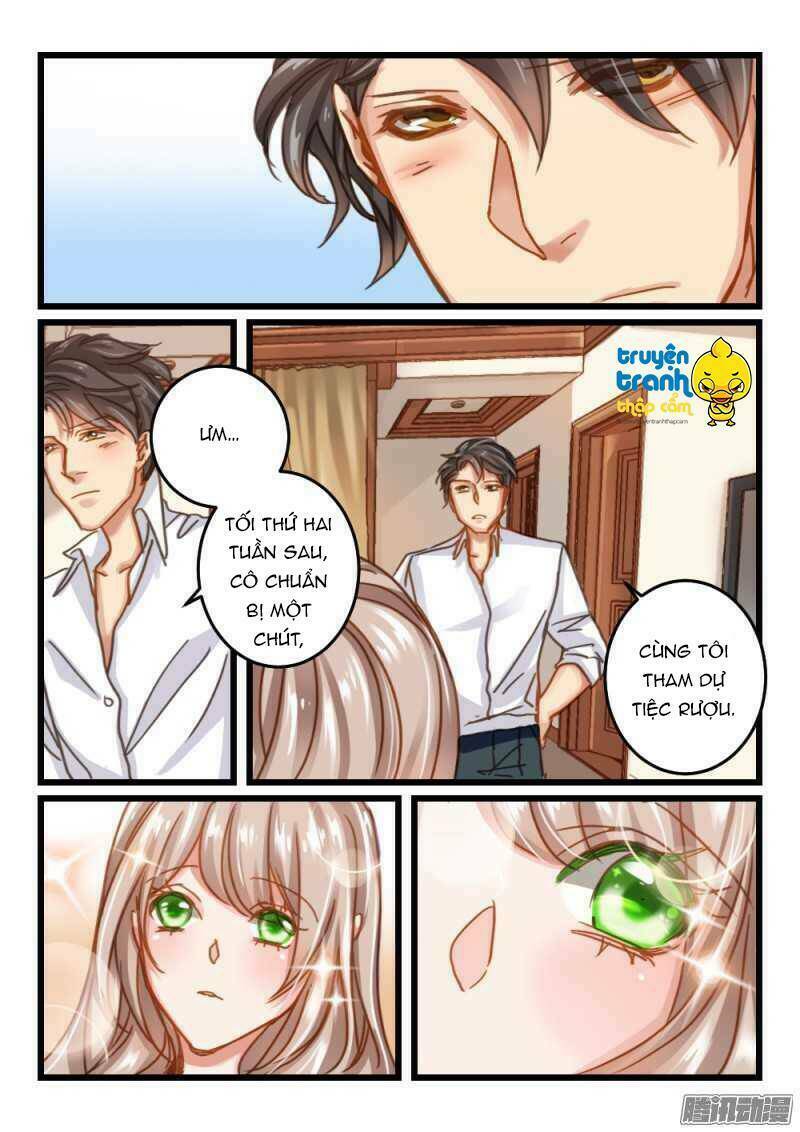 truyện
tranh
thập cẩm
ƯM...
TỐI THỨ HAI
TUẦN SAU,
CÔ CHUẨN
BỊ MỘT
CHÚT,
CÙNG TÔI
THAM DỰ
TIỆC RƯỢU.
腾讯动漫